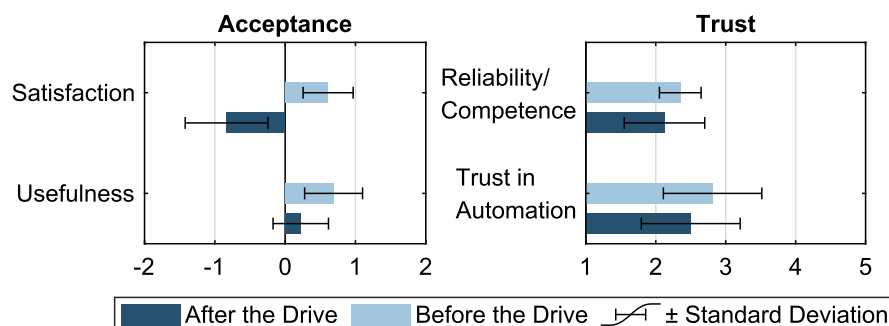 Acceptance
Satisfaction
Usefulness
-2 -1 0 1 2
Trust
Reliability/
Competence
Trust in
Automation
1 2 3 4 5
After the Drive Before the Drive ± Standard Deviation